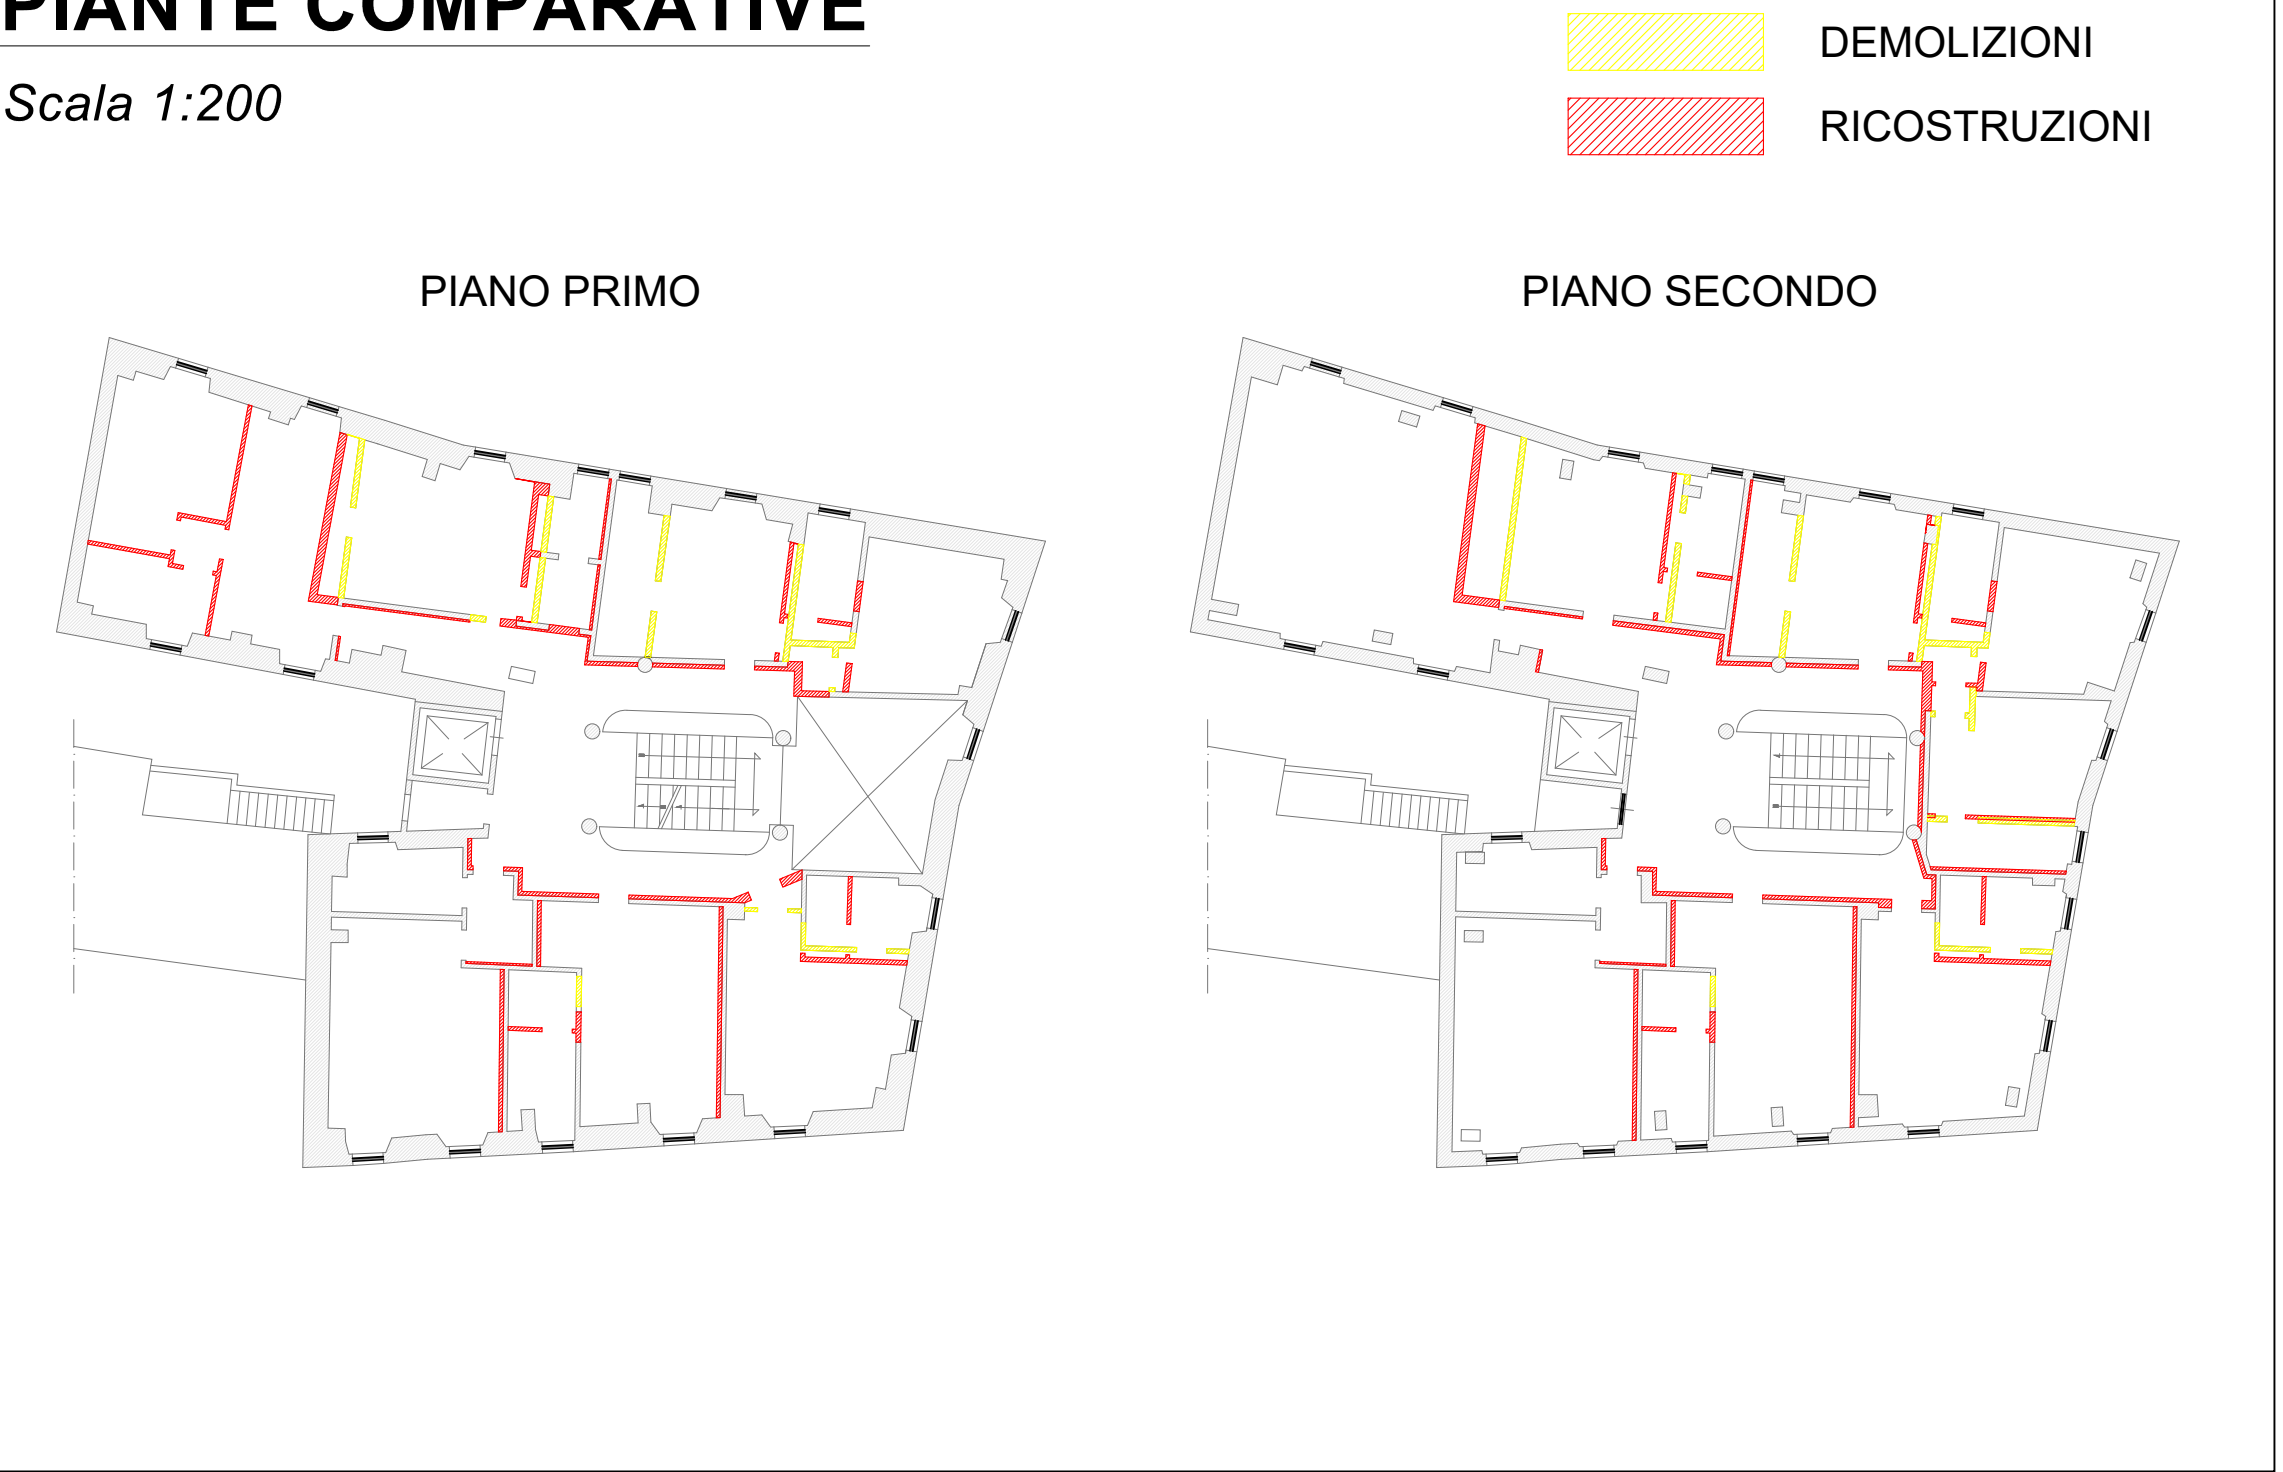 PIANTE COMPARATIVE
Scala 1:200
DEMOLIZIONI
RICOSTRUZIONI
PIANO PRIMO
PIANO SECONDO